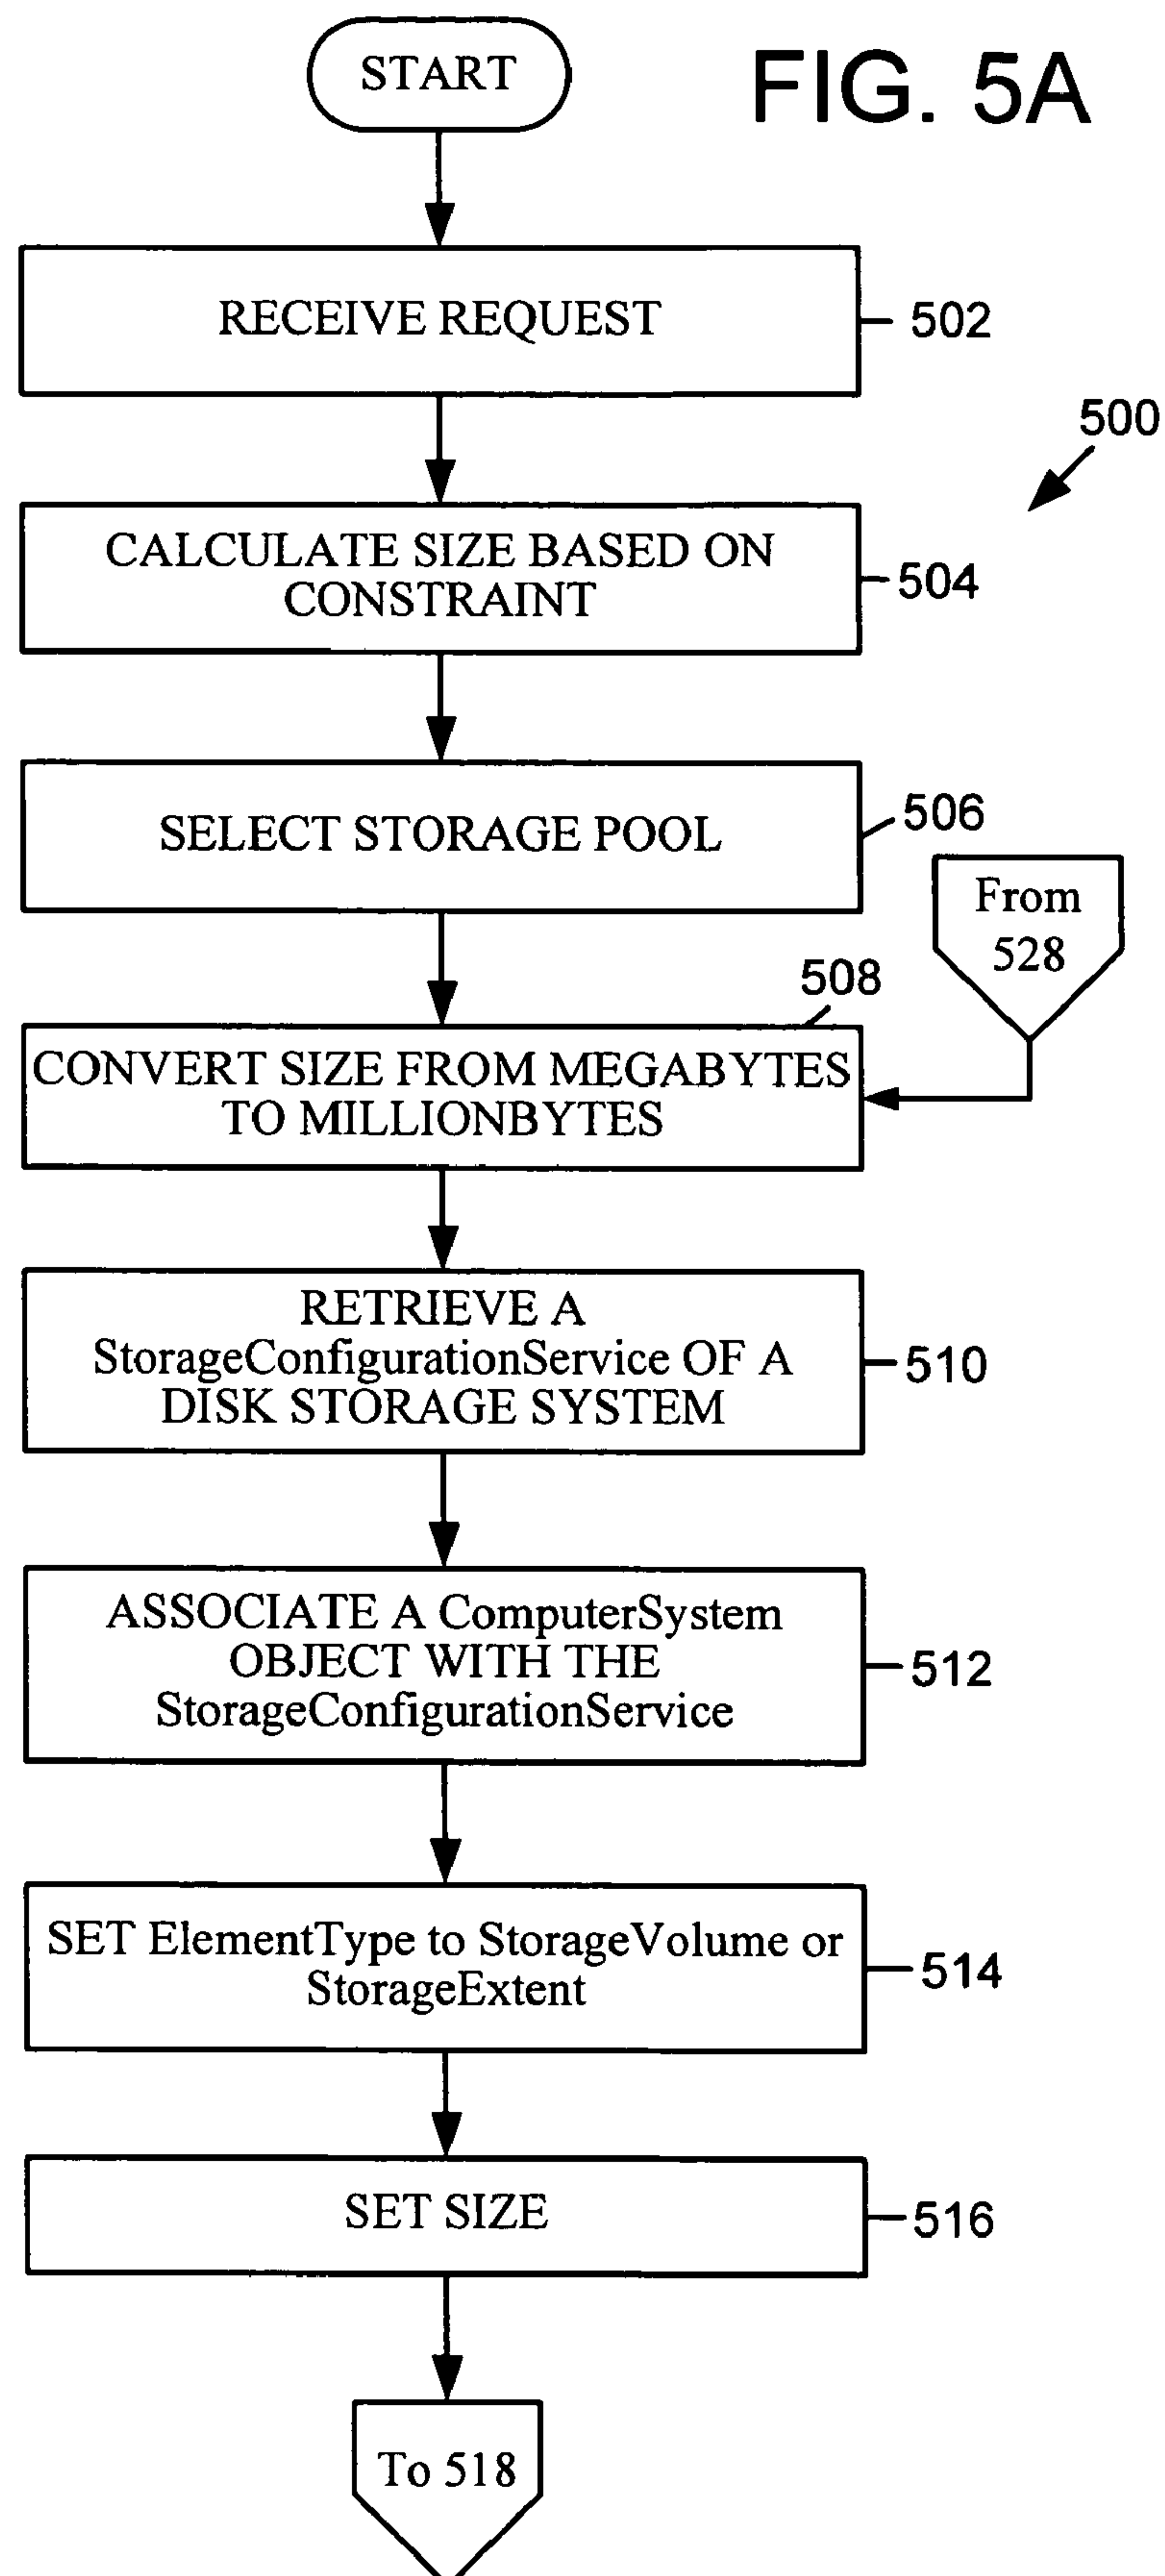 START
FIG. 5A
RECEIVE REQUEST
502
500
CALCULATE SIZE BASED ON
CONSTRAINT
504
SELECT STORAGE POOL
506
From
528
508
CONVERT SIZE FROM MEGABYTES
TO MILLIONBYTES
RETRIEVE A
StorageConfigurationService OF A
DISK STORAGE SYSTEM
510
ASSOCIATE A ComputerSystem
OBJECT WITH THE
StorageConfigurationService
512
SET ElementType to StorageVolume or
StorageExtent
514
SET SIZE
516
To 518